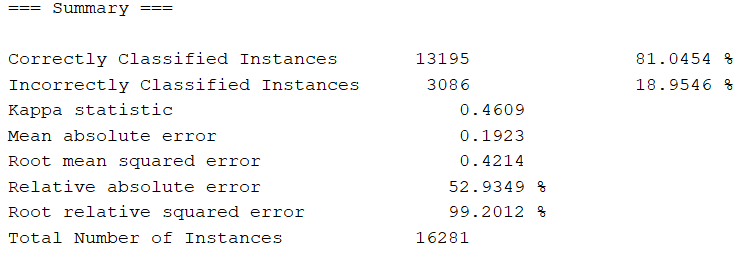 === Summary ===
Correctly Classified Instances 13195 81.0454 %
Incorrectly Classified Instances 3086 18.9546 %
Kappa statistic 0.4609
Mean absolute error 0.1923
Root mean squared error 0.4214
Relative absolute error 52.9349 %
Root relative squared error 99.2012 %
Total Number of Instances 16281